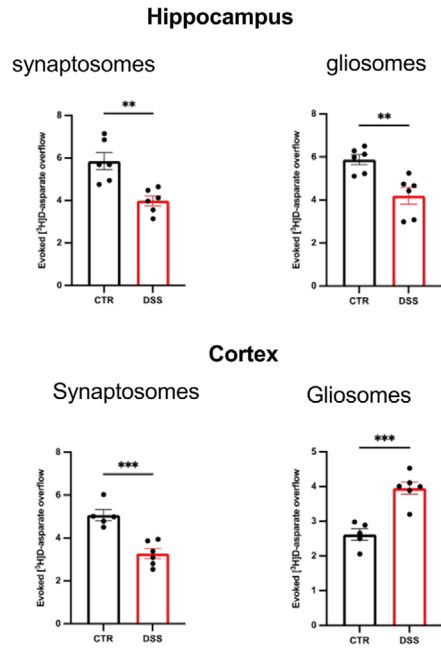 Hippocampus
synaptosomes
gliosomes
Evoked [³H]D-asparate overflow
8
6
4
2
0
**
CTR
DSS
Evoked [³H]D-asparate overflow
8
6
4
2
0
**
CTR
DSS
Cortex
Synaptosomes
Gliosomes
Evoked [³H]D-asparate overflow
8
6
4
2
0
***
CTR
DSS
Evoked [³H]D-asparate overflow
5
4
3
2
1
0
***
CTR
DSS